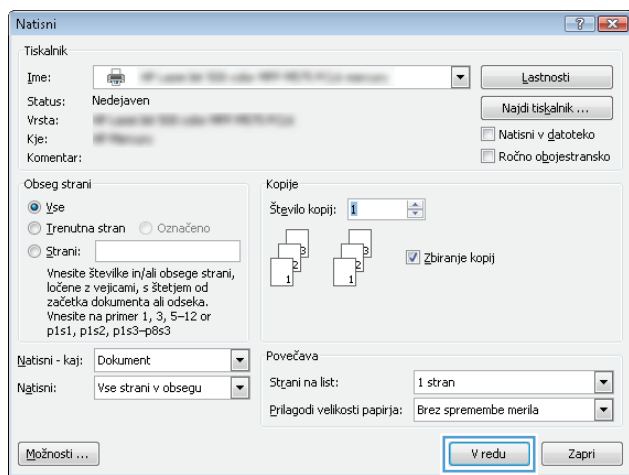 Natisni
Tiskalnik
Ime:
Lastnosti
Status: Nedejaven
Najdi tiskalnik ...
Vrsta:
Natisni v datoteko
Kje:
Komentar:
Ročno obojestransko
Obseg strani
Vse
Trenutna stran Označeno
Strani:
Vnesite številke in/ali obsege strani,
ločene z vejicami, s štetjem od
začetka dokumenta ali odseka.
Vnesite na primer 1, 3, 5–12 or
p1s1, p1s2, p1s3–p8s3
Kopije
Število kopij: 1
1 2 3 1 2 3
Zbiranje kopij
Natisni - kaj: Dokument
Natisni: Vse strani v obsegu
Povečava
Strani na list: 1 stran
Prilagodi velikosti papirja: Brez spremembe merila
Možnosti ...
V redu
Zapri